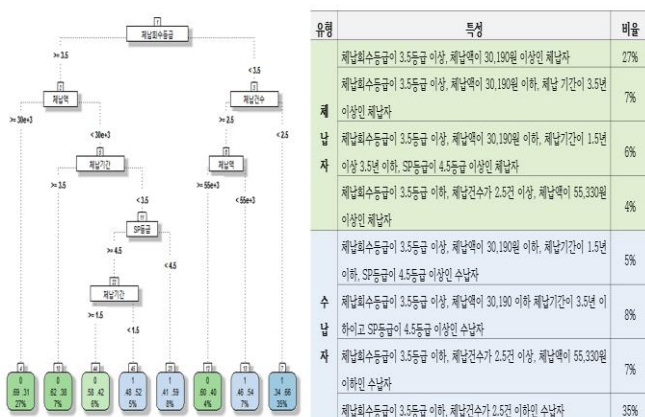 1
체납회수등급
>= 3.5
< 3.5
체납액
체납건수
>= 30e+3
< 30e+3
>= 2.5
< 2.5
체납기간
체납액
>= 3.5
< 3.5
>= 55e+3
< 55e+3
SP등급
>= 4.5
< 4.5
체납기간
>= 1.5
< 1.5
0
.69 .31
27%
0
.62 .38
7%
0
.58 .42
6%
1
.48 .52
5%
1
.41 .59
8%
0
.60 .40
4%
1
.46 .54
7%
1
.34 .66
35%
유형 특성 비율
체납자
체납회수등급이 3.5등급 이상, 체납액이 30,190원 이상인 체납자 27%
체납회수등급이 3.5등급 이상, 체납액이 30,190원 이하, 체납 기간이 3.5년
이상인 체납자 7%
체납회수등급이 3.5등급 이상, 체납액이 30,190원 이하, 체납기간이 1.5년
이상 3.5년 이하, SP등급이 4.5등급 이상인 체납자 6%
체납회수등급이 3.5등급 이하, 체납건수가 2.5건 이상, 체납액이 55,330원
이상인 체납자 4%
수납자
체납회수등급이 3.5등급 이상, 체납액이 30,190원 이하, 체납기간이 1.5년
이하, SP등급이 4.5등급 이상인 수납자 5%
체납회수등급이 3.5등급 이상, 체납액이 30,190 이하 체납기간이 3.5년 이
하이고 SP등급이 4.5등급 이상인 수납자 8%
체납회수등급이 3.5등급 이하, 체납건수가 2.5건 이상, 체납액이 55,330원
이하인 수납자 7%
체납회수등급이 3.5등급 이하, 체납건수가 2.5건 이하인 수납자 35%